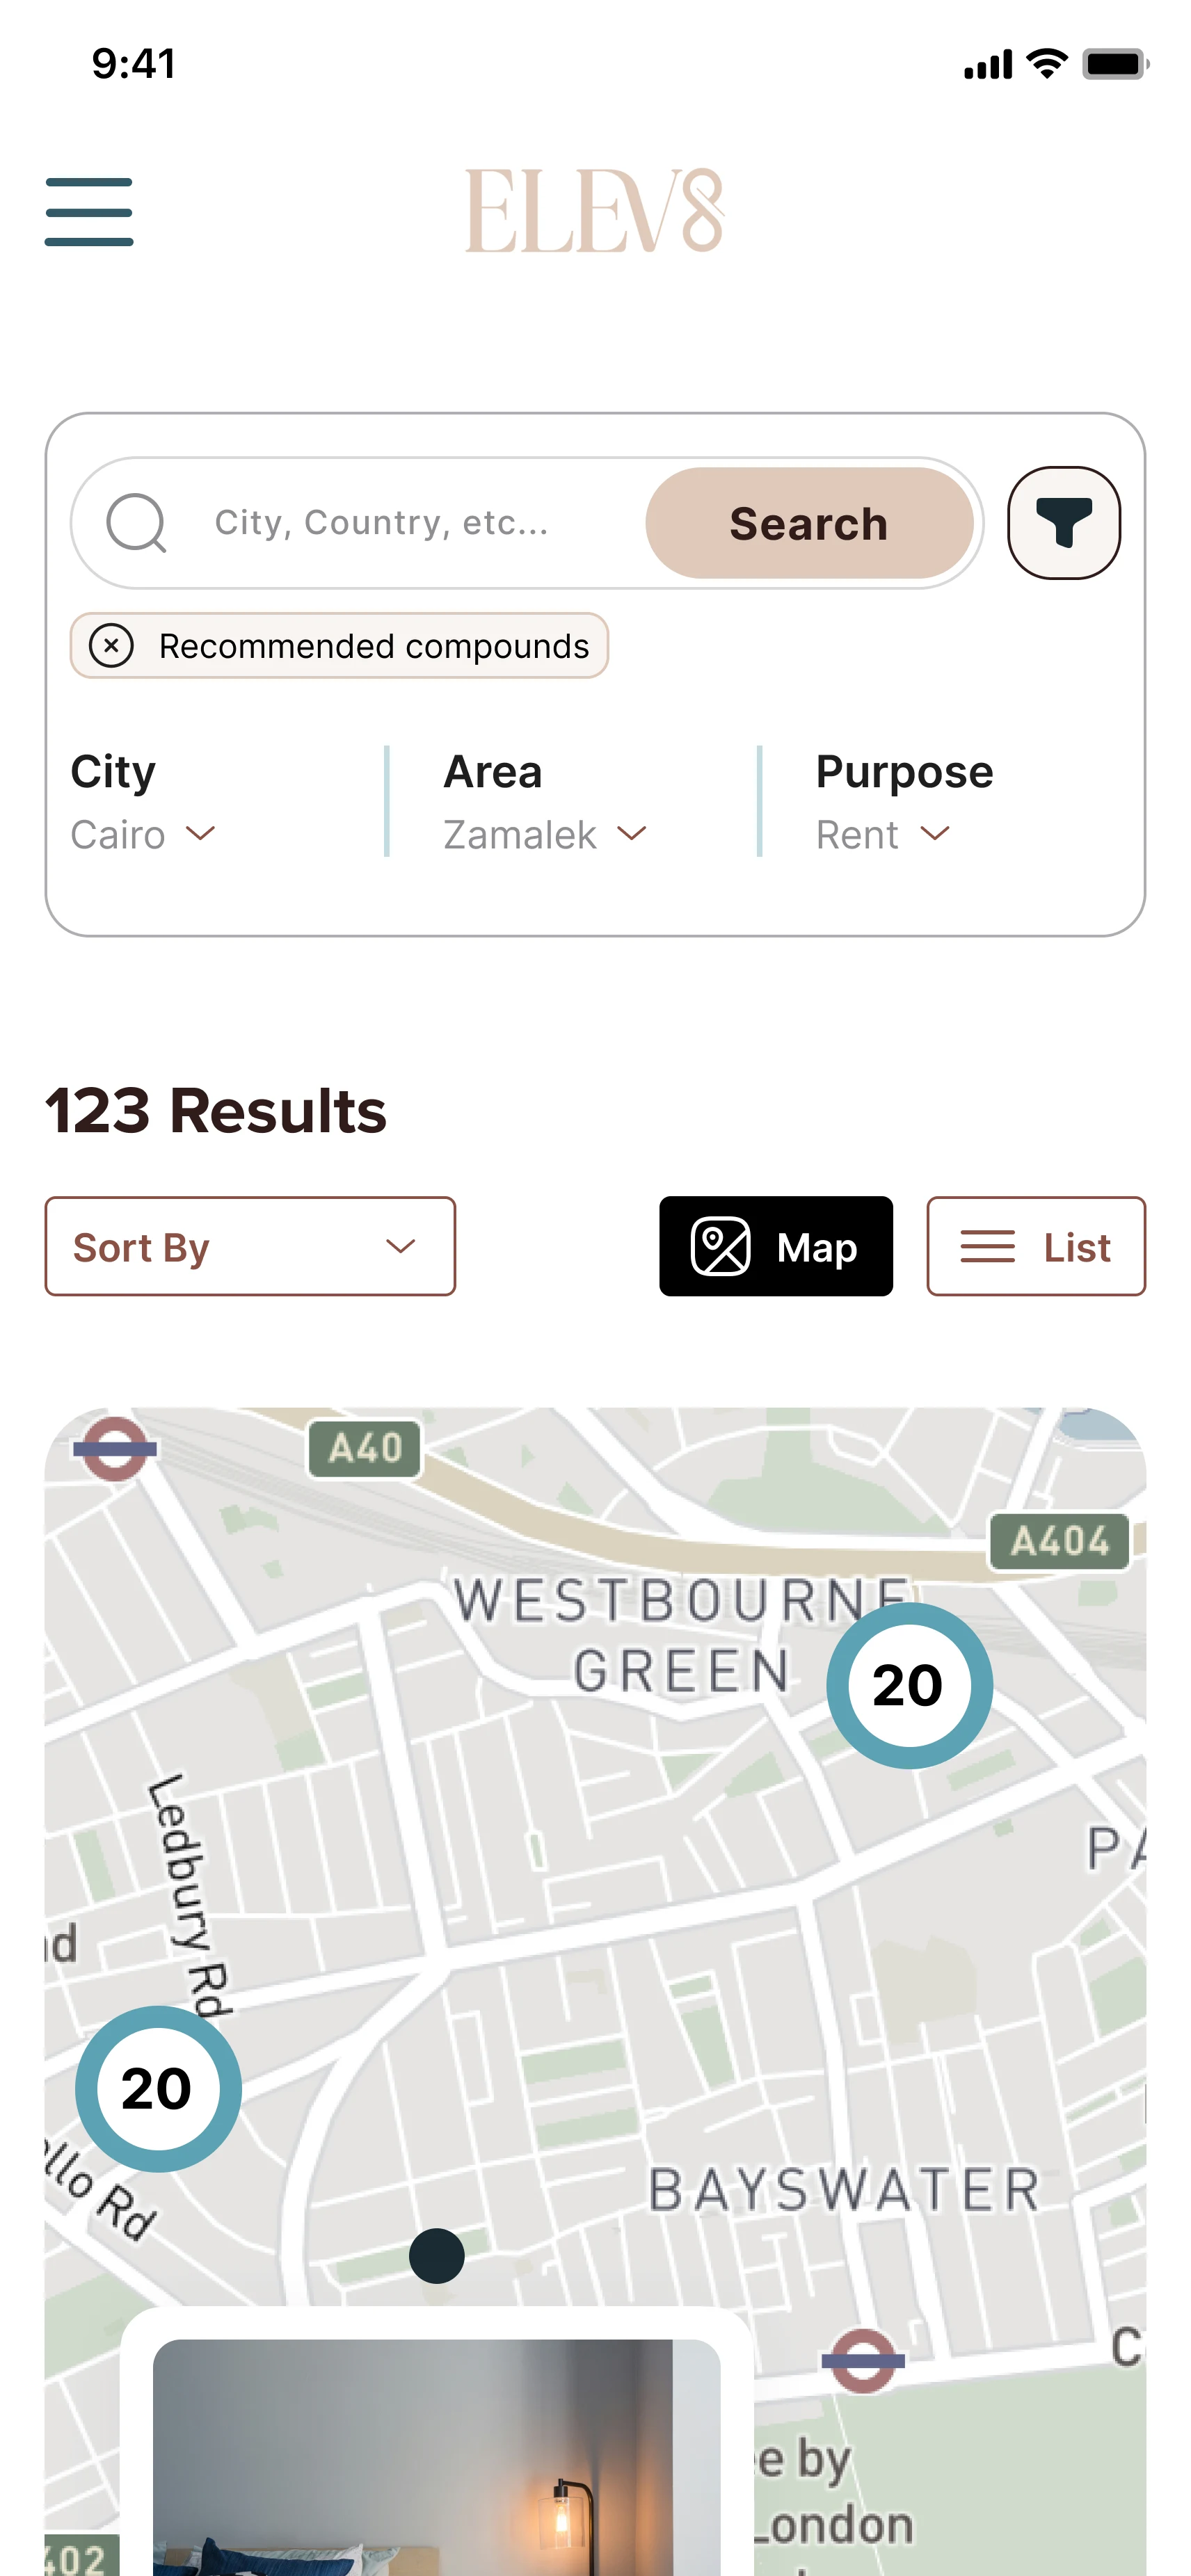 9:41
ELEV8
City, Country, etc...
Search
Recommended compounds
City
Area
Purpose
Cairo
Zamalek
Rent
123 Results
Sort By
Map
List
A40
A404
WESTBOURNE
GREEN
20
Ledbury Rd
20
BAYSWATER
e by
London
402